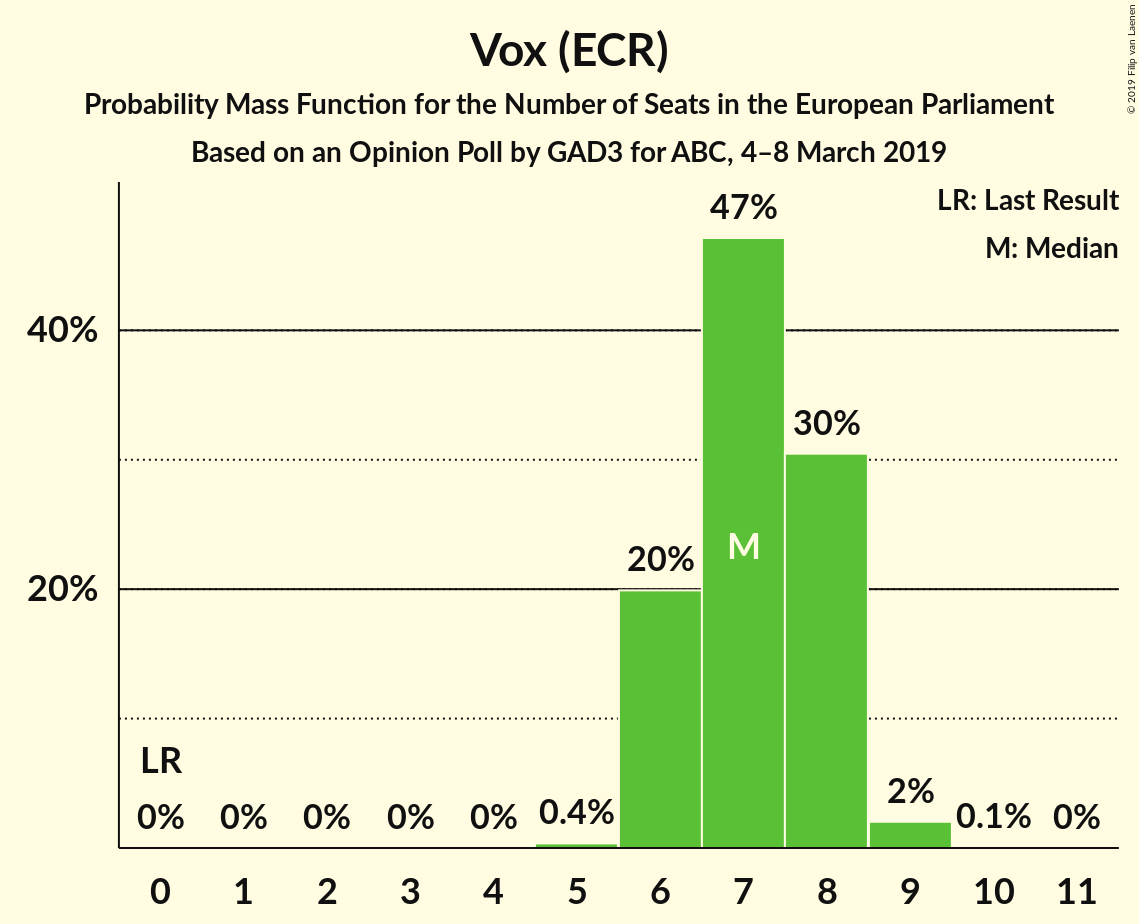 Vox (ECR)
Probability Mass Function for the Number of Seats in the European Parliament
Based on an Opinion Poll by GAD3 for ABC, 4–8 March 2019
© 2019 Filip van Laenen
LR: Last Result
M: Median
47%
40%
30%
M
20%
20%
LR
0% 0% 0% 0% 0% 0.4% 2% 0.1% 0%
0 1 2 3 4 5 6 7 8 9 10 11